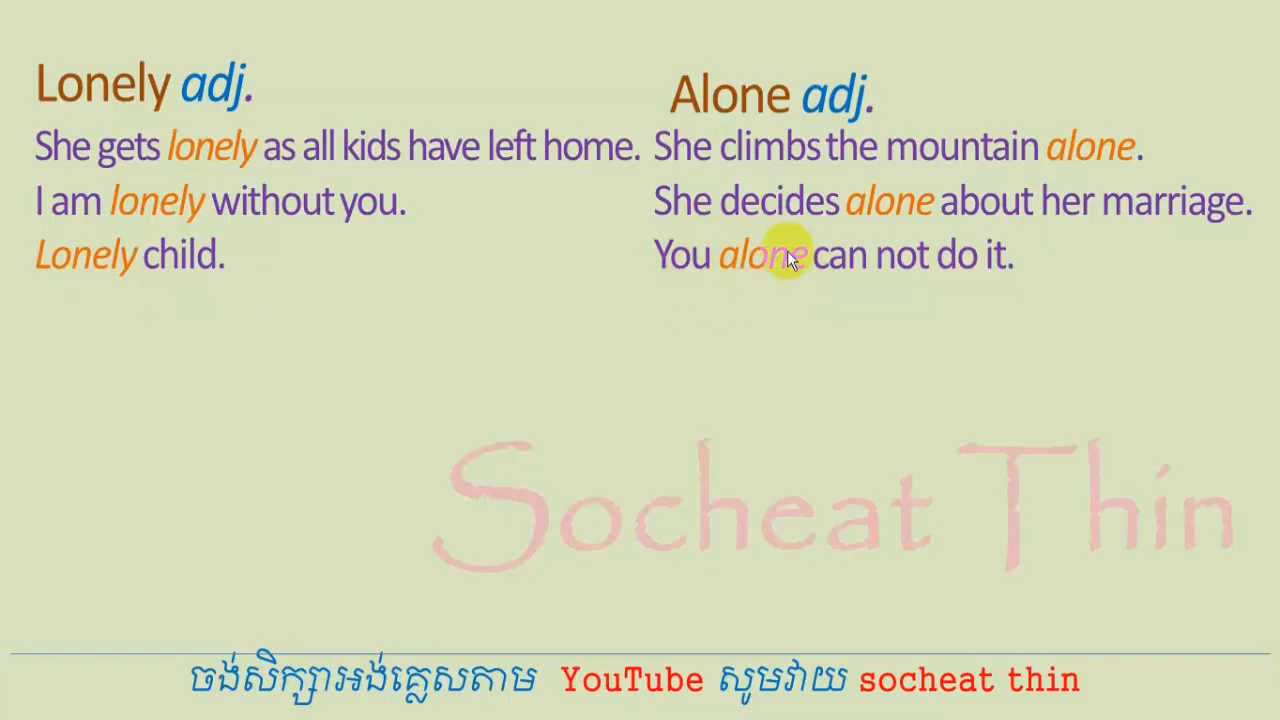 Lonely adj.
She gets lonely as all kids have left home.
I am lonely without you.
Lonely child.
Alone adj.
She climbs the mountain alone.
She decides alone about her marriage.
You alone can not do it.
Socheat Thin
ចង់សិក្សាអង់គ្លេសតាម YouTube សូមវាយ socheat thin